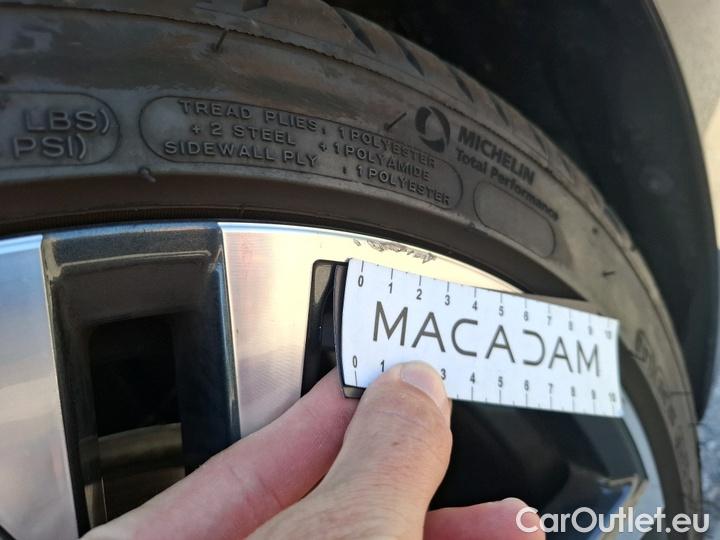 LBS)
PSI)
TREAD PLIES : 1 POLYESTER
+ 2 STEEL + 1 POLYAMIDE
SIDEWALL PLY : 1 POLYESTER
MICHELIN
Total Performance
0 1 2 3 4 5 6 7 8 9 10
MACADAM
0 1 3 4 5 6 7 8 9 10
CarOutlet.eu